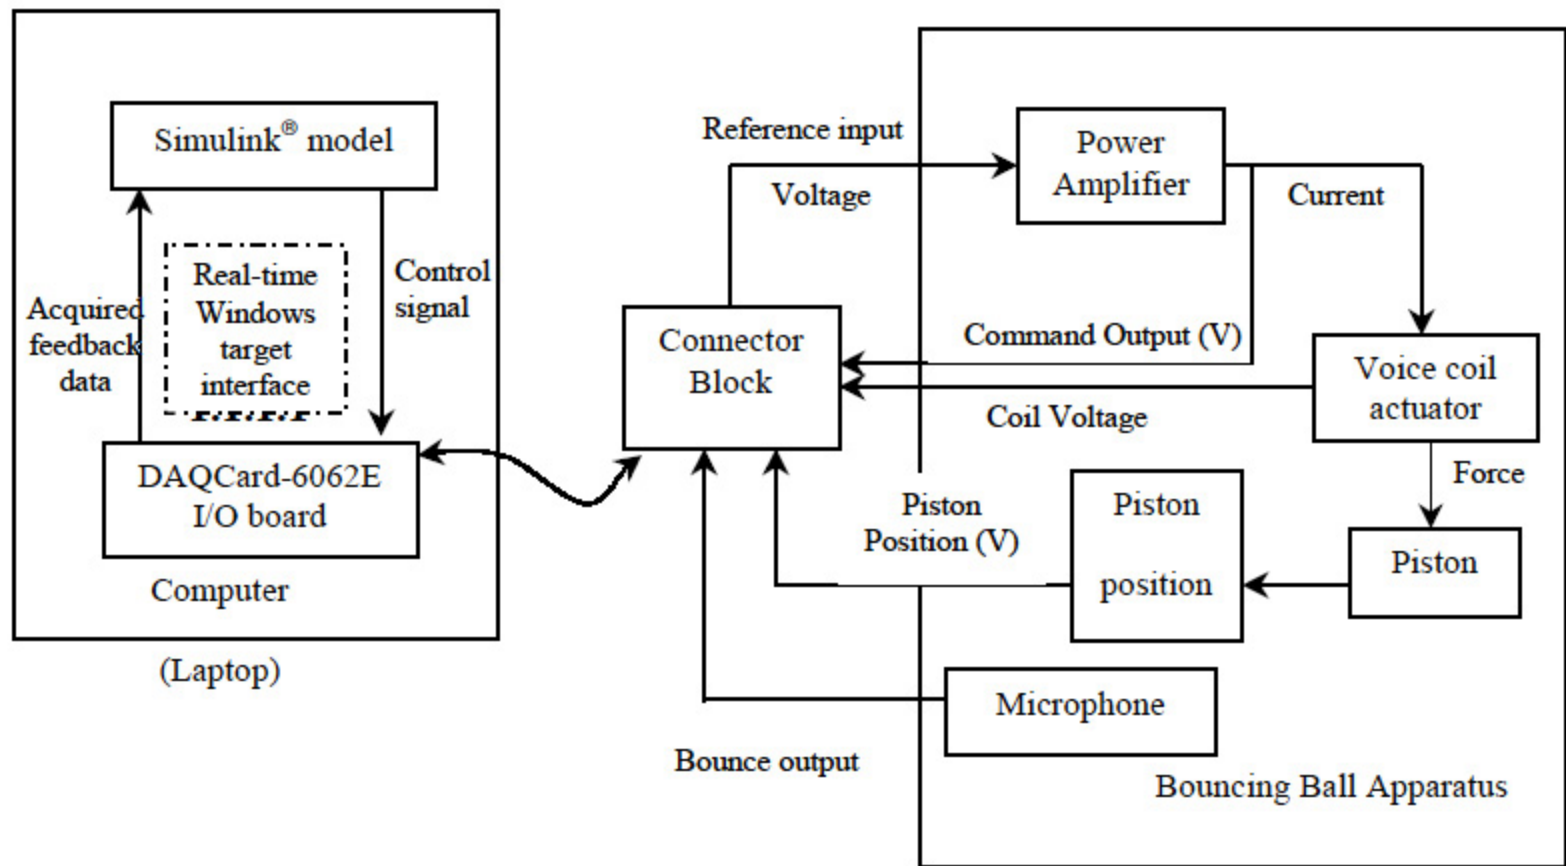 Simulink® model
Real-time
Windows
target
interface
Control
signal
Acquired
feedback
data
DAQCard-6062E
I/O board
Computer
(Laptop)
Reference input
Voltage
Connector
Block
Power
Amplifier
Current
Command Output (V)
Coil Voltage
Voice coil
actuator
Force
Piston
Piston
position
Piston
Position (V)
Microphone
Bounce output
Bouncing Ball Apparatus